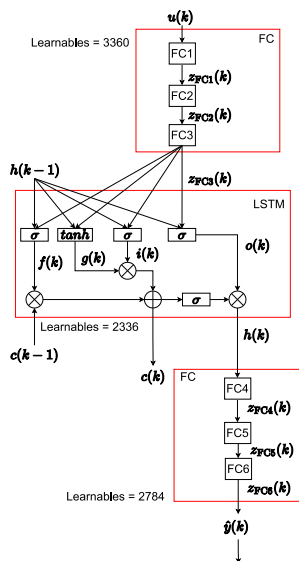 u(k)
Learnables = 3360
FC
FC1
z_FC1(k)
FC2
z_FC2(k)
FC3
h(k−1)
z_FC3(k)
LSTM
σ tanh σ σ
f(k) g(k) i(k) o(k)
σ
Learnables = 2336
c(k−1)
c(k)
h(k)
FC
FC4
z_FC4(k)
FC5
z_FC5(k)
FC6
Learnables = 2784
z_FC6(k)
ŷ(k)